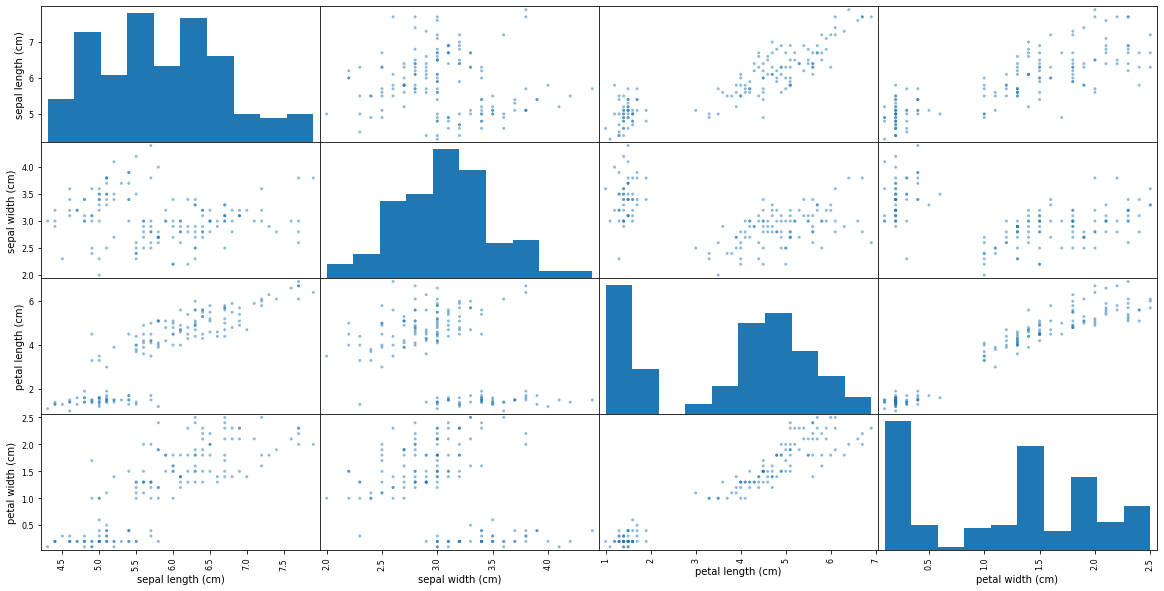 sepal length (cm)
7
6
5
sepal width (cm)
4.0
3.5
3.0
2.5
2.0
petal length (cm)
6
4
2
petal width (cm)
2.5
2.0
1.5
1.0
0.5
4.5 5.0 5.5 6.0 6.5 7.0 7.5 2.0 2.5 3.0 3.5 4.0 1 2 3 4 5 6 7 0.5 1.0 1.5 2.0 2.5
sepal length (cm) sepal width (cm) petal length (cm) petal width (cm)